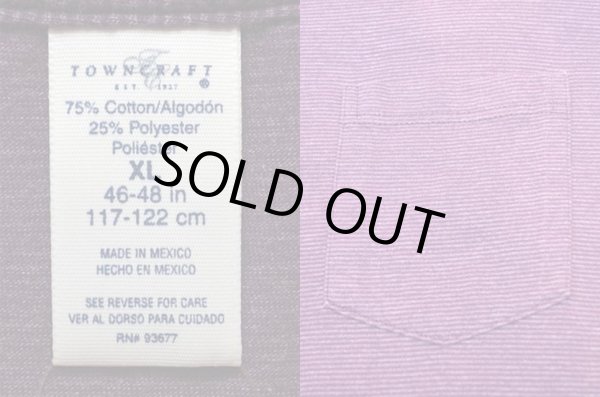 TOWNCRAFT®
EST. 1927
75% Cotton/Algodón
25% Polyester
Poliéster
XL
46-48 in
117-122 cm
MADE IN MEXICO
HECHO EN MEXICO
SEE REVERSE FOR CARE
VER AL DORSO PARA CUIDADO
RN# 93677
SOLD OUT